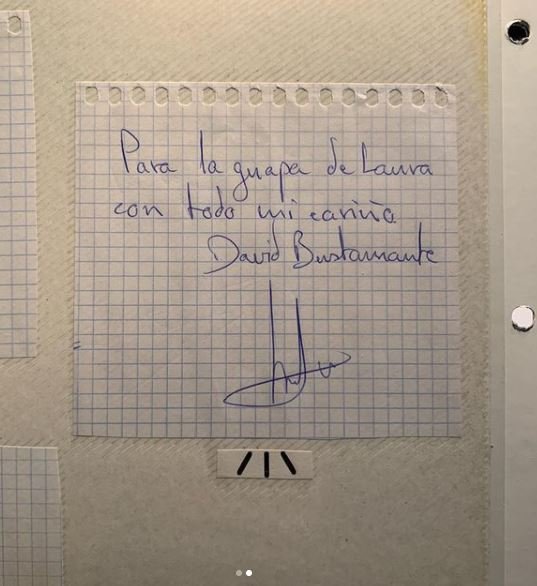 Para la guapa de Laura
con todo mi cariño
David Bustamante